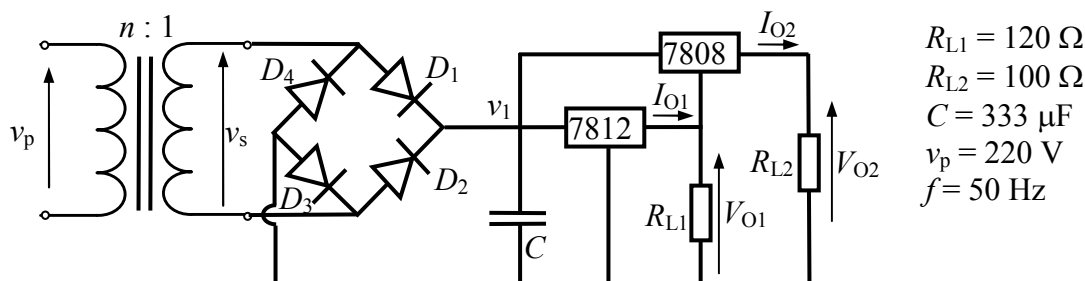 n : 1
7808
I_O2
R_L1 = 120 Ω
D_4
D_1
R_L2 = 100 Ω
v_1
I_O1
C = 333 μF
v_p
v_s
7812
v_p = 220 V
D_3
D_2
R_L2
V_O2
f = 50 Hz
C
R_L1
V_O1